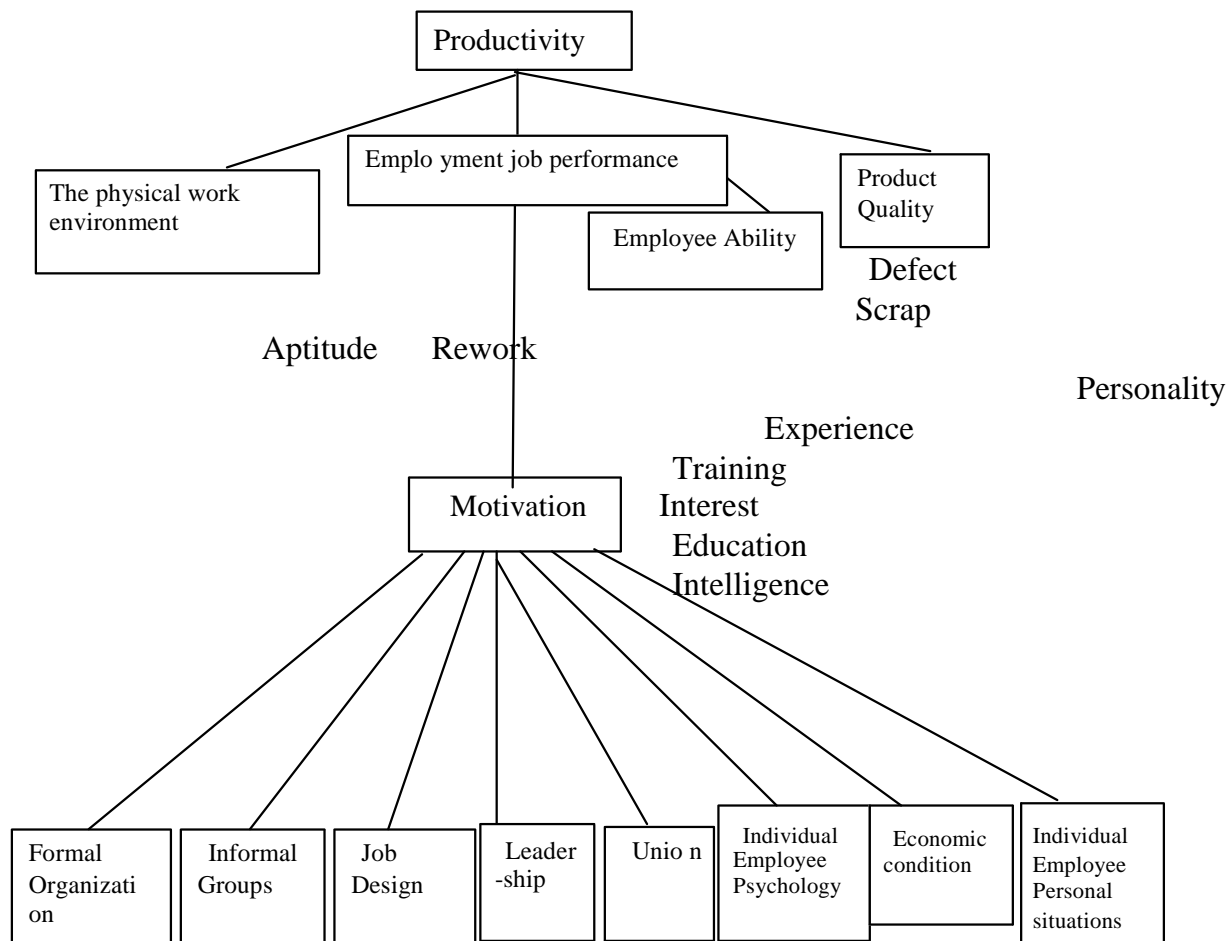 Productivity
Emplo yment job performance
The physical work
environment
Product
Quality
Employee Ability
Defect
Scrap
Aptitude Rework
Personality
Experience
Training
Motivation
Interest
Education
Intelligence
Formal
Organizati
on
Informal
Groups
Job
Design
Leader
-ship
Unio n
Individual
Employee
Psychology
Economic
condition
Individual
Employee
Personal
situations